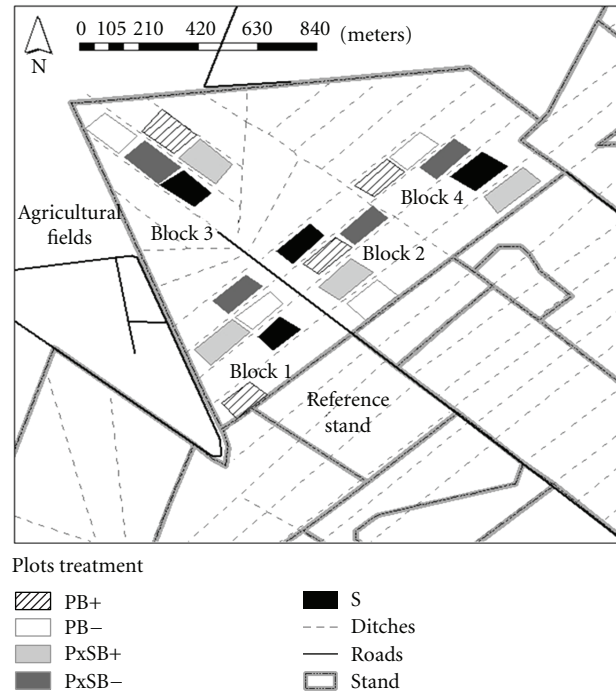 0 105 210 420 630 840 (meters)
N
Agricultural
fields
Block 3
Block 4
Block 2
Block 1
Reference
stand
Plots treatment
PB+
PB−
PxSB+
PxSB−
S
Ditches
Roads
Stand